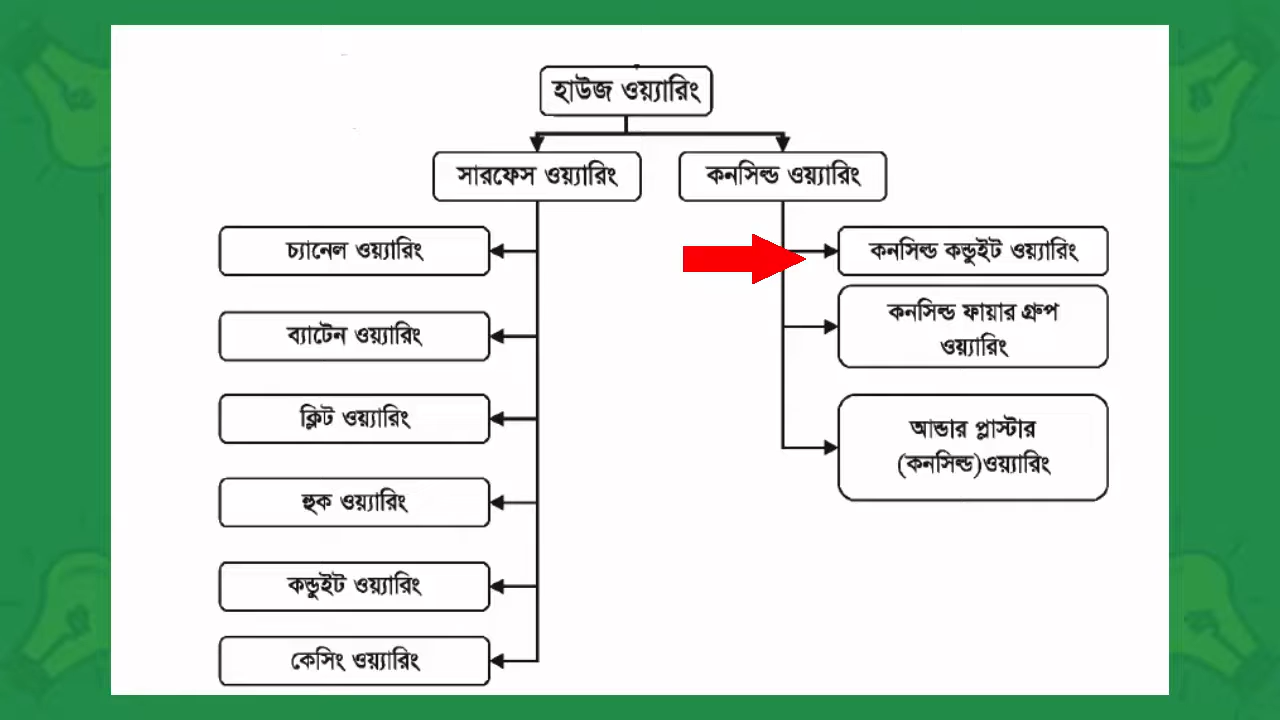 হাউজ ওয়্যারিং
সারফেস ওয়্যারিং
কনসিল্ড ওয়্যারিং
চ্যানেল ওয়্যারিং
ব্যাটেন ওয়্যারিং
ক্লিট ওয়্যারিং
হুক ওয়্যারিং
কন্ডুইট ওয়্যারিং
কেসিং ওয়্যারিং
কনসিল্ড কন্ডুইট ওয়্যারিং
কনসিল্ড ফায়ার গ্রুপ
ওয়্যারিং
আন্ডার প্লাস্টার
(কনসিল্ড)ওয়্যারিং